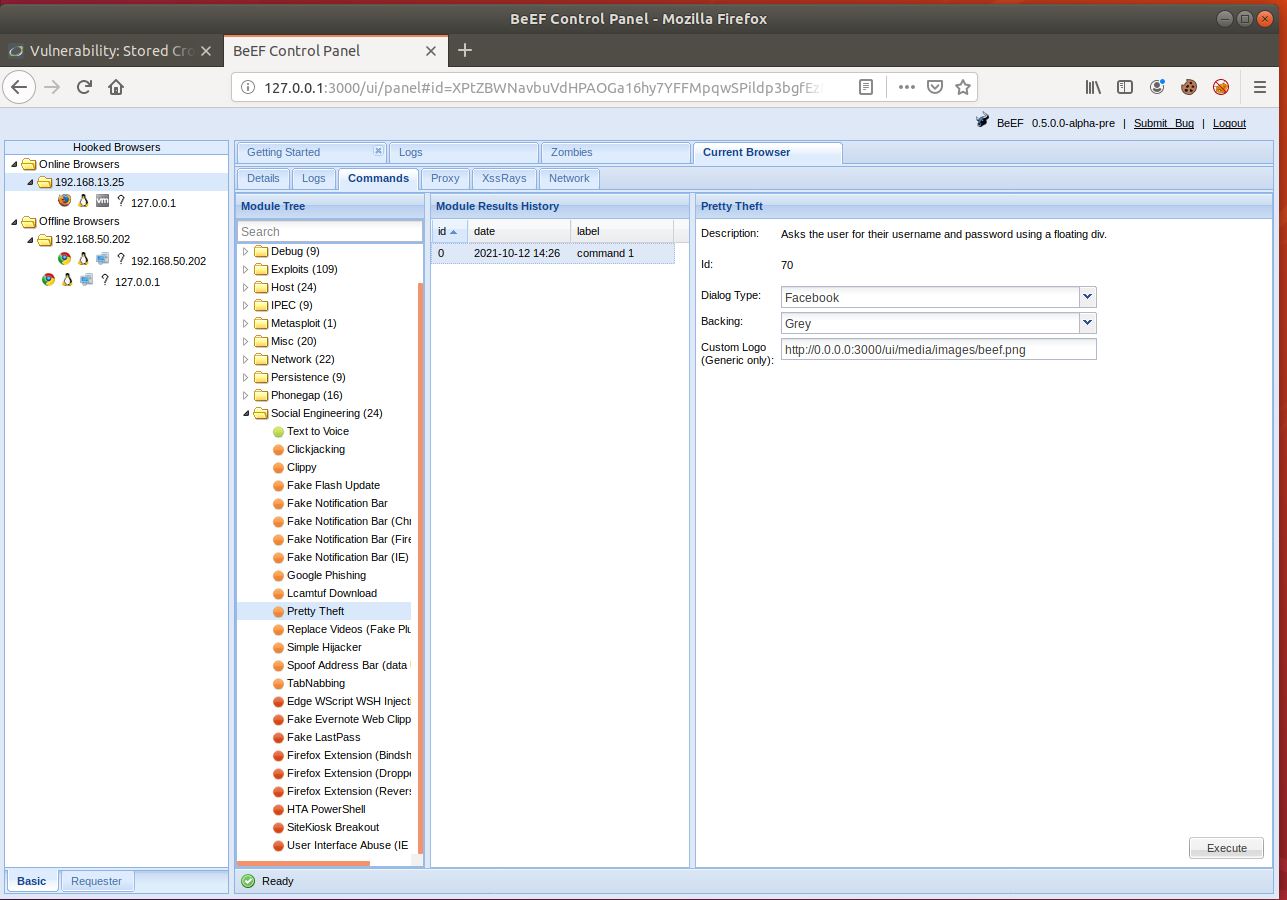 BeEF Control Panel - Mozilla Firefox
Vulnerability: Stored Cro
BeEF Control Panel
127.0.0.1:3000/ui/panel#id=XPtZBWNavbuVdHPAOGa16hy7YFFMpqwSPildp3bgfEz
BeEF 0.5.0.0-alpha-pre | Submit Bug | Logout
Hooked Browsers
Online Browsers
192.168.13.25
127.0.0.1
Offline Browsers
192.168.50.202
192.168.50.202
127.0.0.1
Basic
Requester
Getting Started
Logs
Zombies
Current Browser
Details
Logs
Commands
Proxy
XssRays
Network
Module Tree
Search
Debug (9)
Exploits (109)
Host (24)
IPEC (9)
Metasploit (1)
Misc (20)
Network (22)
Persistence (9)
Phonegap (16)
Social Engineering (24)
Text to Voice
Clickjacking
Clippy
Fake Flash Update
Fake Notification Bar
Fake Notification Bar (Chr
Fake Notification Bar (Fire
Fake Notification Bar (IE)
Google Phishing
Lcamtuf Download
Pretty Theft
Replace Videos (Fake Plu
Simple Hijacker
Spoof Address Bar (data
TabNabbing
Edge WScript WSH Injecti
Fake Evernote Web Clipp
Fake LastPass
Firefox Extension (Bindsh
Firefox Extension (Droppe
Firefox Extension (Revers
HTA PowerShell
SiteKiosk Breakout
User Interface Abuse (IE
Module Results History
id date label
0 2021-10-12 14:26 command 1
Pretty Theft
Description: Asks the user for their username and password using a floating div.
Id: 70
Dialog Type: Facebook
Backing: Grey
Custom Logo
(Generic only): http://0.0.0.0:3000/ui/media/images/beef.png
Execute
Ready